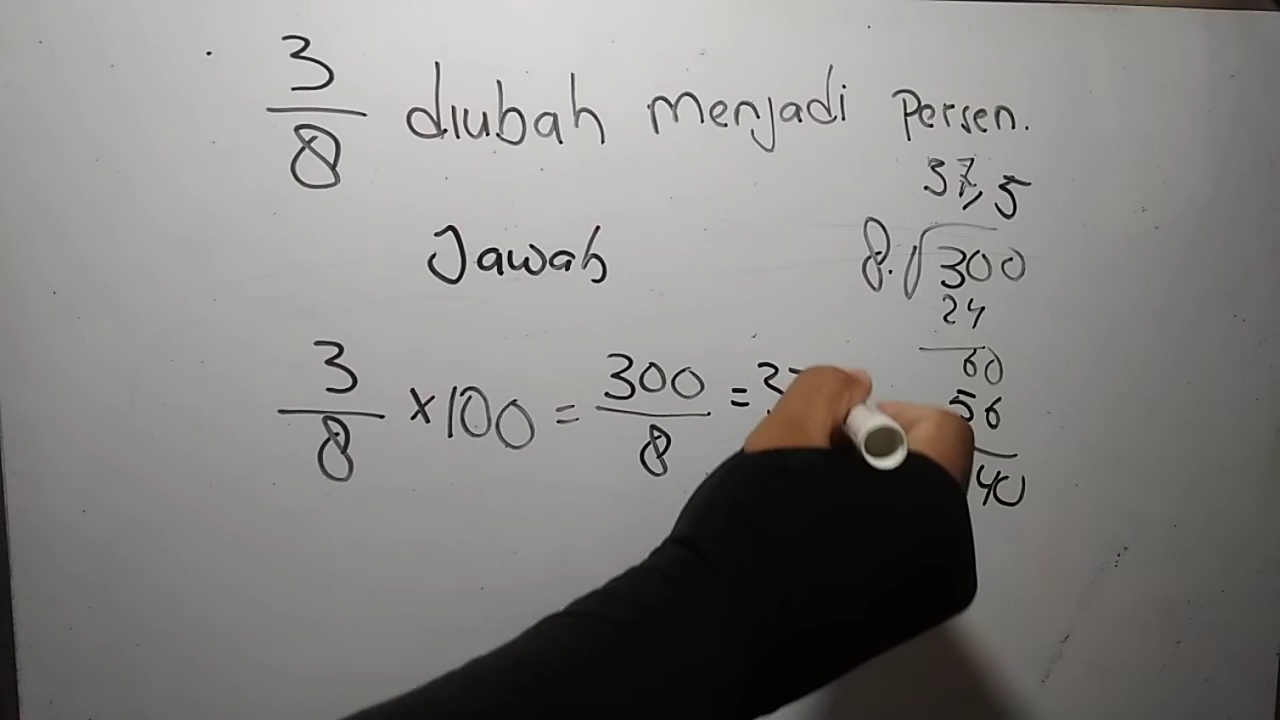 3/8 diubah menjadi Persen.
Jawab
3/8 × 100 = 300/8 = 3
37,5
8 √300
24
60
56
40